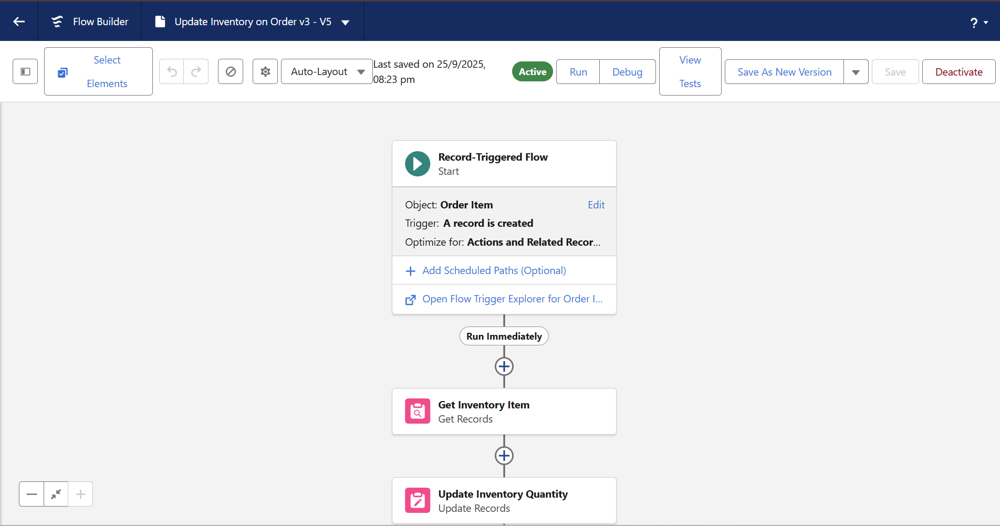 Flow Builder
Update Inventory on Order v3 - V5
?
Select
Elements
Auto-Layout
Last saved on 25/9/2025,
08:23 pm
Active
Run
Debug
View
Tests
Save As New Version
Save
Deactivate
Record-Triggered Flow
Start
Object: Order Item
Edit
Trigger: A record is created
Optimize for: Actions and Related Recor...
Add Scheduled Paths (Optional)
Open Flow Trigger Explorer for Order I...
Run Immediately
Get Inventory Item
Get Records
Update Inventory Quantity
Update Records